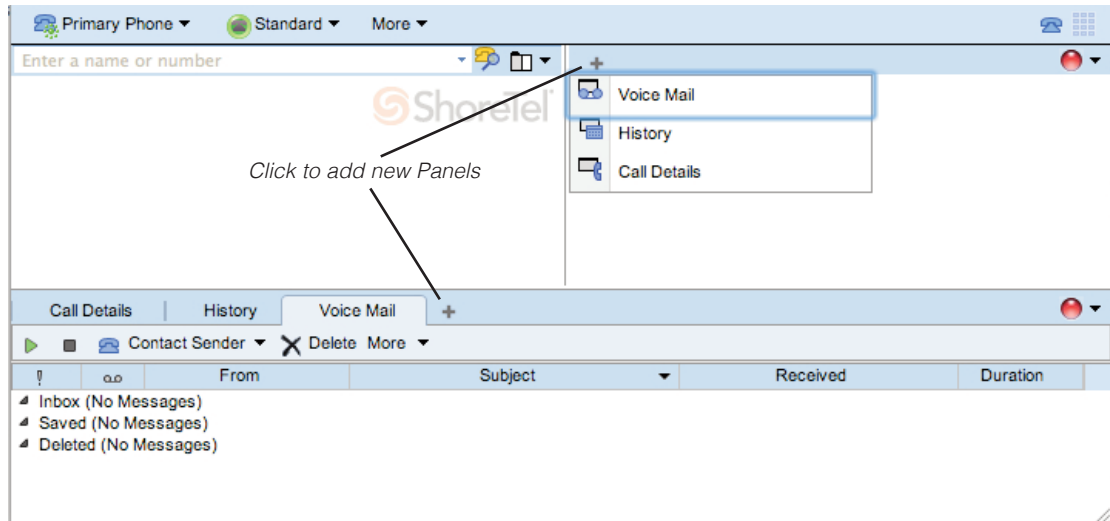 Primary Phone Standard More
Enter a name or number
ShoreTel
Voice Mail
History
Call Details
Click to add new Panels
Call Details History Voice Mail
Contact Sender Delete More
From Subject Received Duration
Inbox (No Messages)
Saved (No Messages)
Deleted (No Messages)